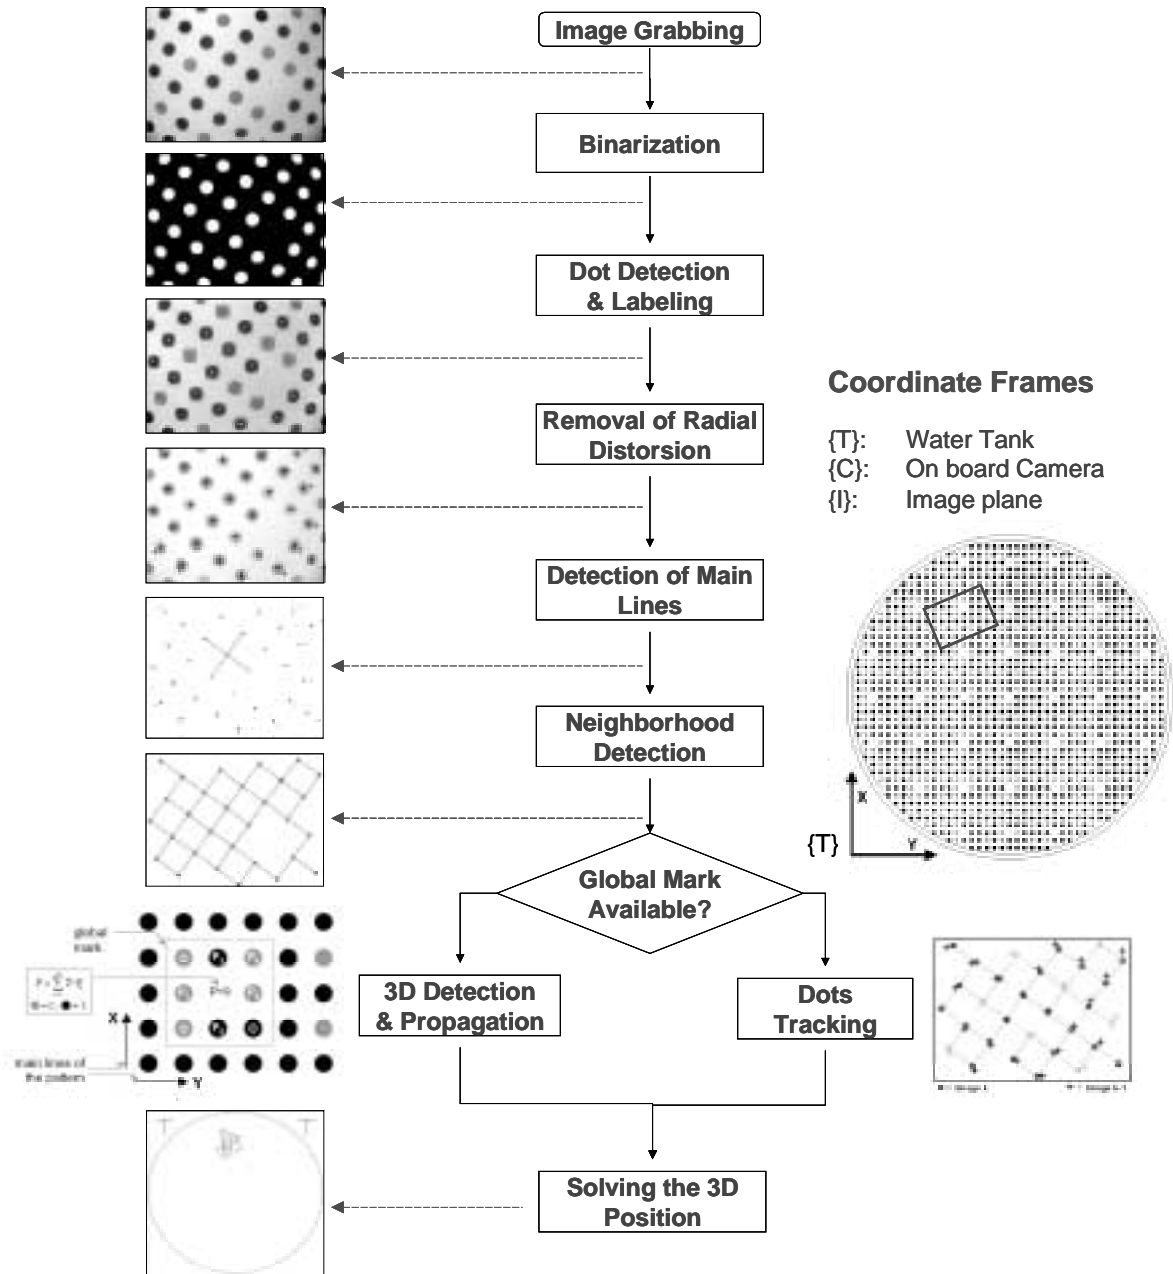 Image Grabbing
Binarization
Dot Detection
& Labeling
Removal of Radial
Distorsion
Detection of Main
Lines
Neighborhood
Detection
Global Mark
Available?
3D Detection
& Propagation
Dots
Tracking
Solving the 3D
Position
Coordinate Frames
{T}: Water Tank
{C}: On board Camera
{I}: Image plane
X
Y
{T}
global
mark
X
Y
main lines of
the pattern